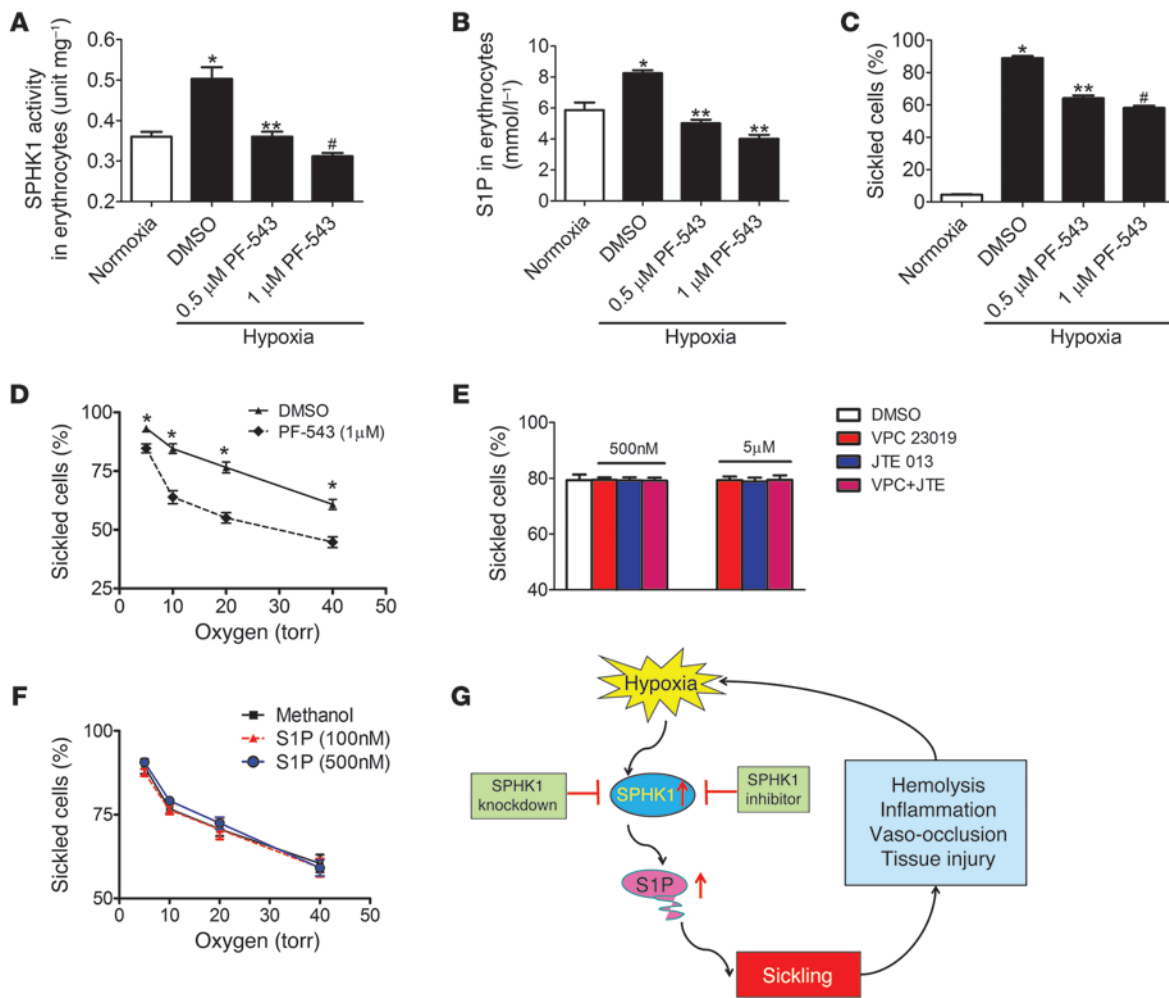 A
SPHK1 activity
in erythrocytes (unit mg⁻¹)
0.6
0.5
0.4
0.3
0.2
*
**
#
Normoxia
DMSO
0.5 µM PF-543
1 µM PF-543
Hypoxia
B
S1P in erythrocytes
(mmol/l⁻¹)
10
8
6
4
2
0
*
**
**
Normoxia
DMSO
0.5 µM PF-543
1 µM PF-543
Hypoxia
C
Sickled cells (%)
100
80
60
40
20
0
*
**
#
Normoxia
DMSO
0.5 µM PF-543
1 µM PF-543
Hypoxia
D
Sickled cells (%)
100
75
50
25
* * * *
DMSO
PF-543 (1µM)
0 10 20 30 40 50
Oxygen (torr)
E
Sickled cells (%)
100
80
60
40
500nM
5µM
DMSO
VPC 23019
JTE 013
VPC+JTE
F
Sickled cells (%)
100
75
50
Methanol
S1P (100nM)
S1P (500nM)
0 10 20 30 40 50
Oxygen (torr)
G
Hypoxia
SPHK1
knockdown
SPHK1
SPHK1
inhibitor
S1P
Sickling
Hemolysis
Inflammation
Vaso-occlusion
Tissue injury